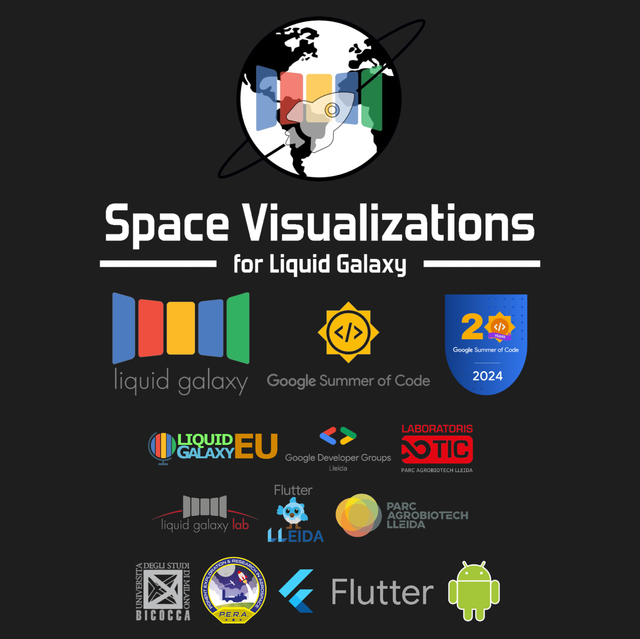 Space Visualizations
for Liquid Galaxy
liquid galaxy
</>
Google Summer of Code
20
</>
Google Summer of Code
2024
LIQUID
GALAXY
EU
Google Developer Groups
Lleida
LABORATORIS
TIC
PARC AGROBIOTECH LLEIDA
liquid galaxy lab
Flutter
LLEIDA
PARC
AGROBIOTECH
LLEIDA
UNIVERSITÀ
DEGLI STUDI
DI MILANO
BICOCCA
P.E.R.A.
Flutter